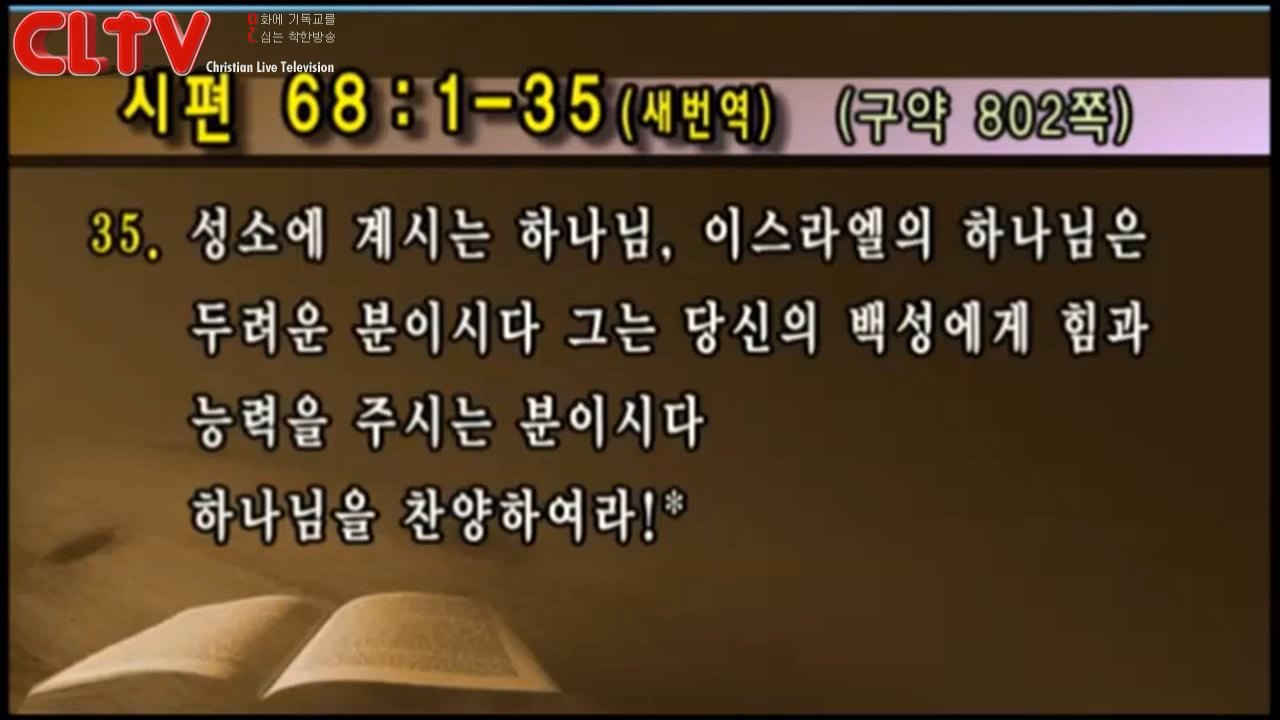 CLTV
문화에 기독교를
심는 착한방송
Christian Live Television
시편 68:1-35(새번역) (구약 802쪽)
35. 성소에 계시는 하나님, 이스라엘의 하나님은
두려운 분이시다 그는 당신의 백성에게 힘과
능력을 주시는 분이시다
하나님을 찬양하여라!*